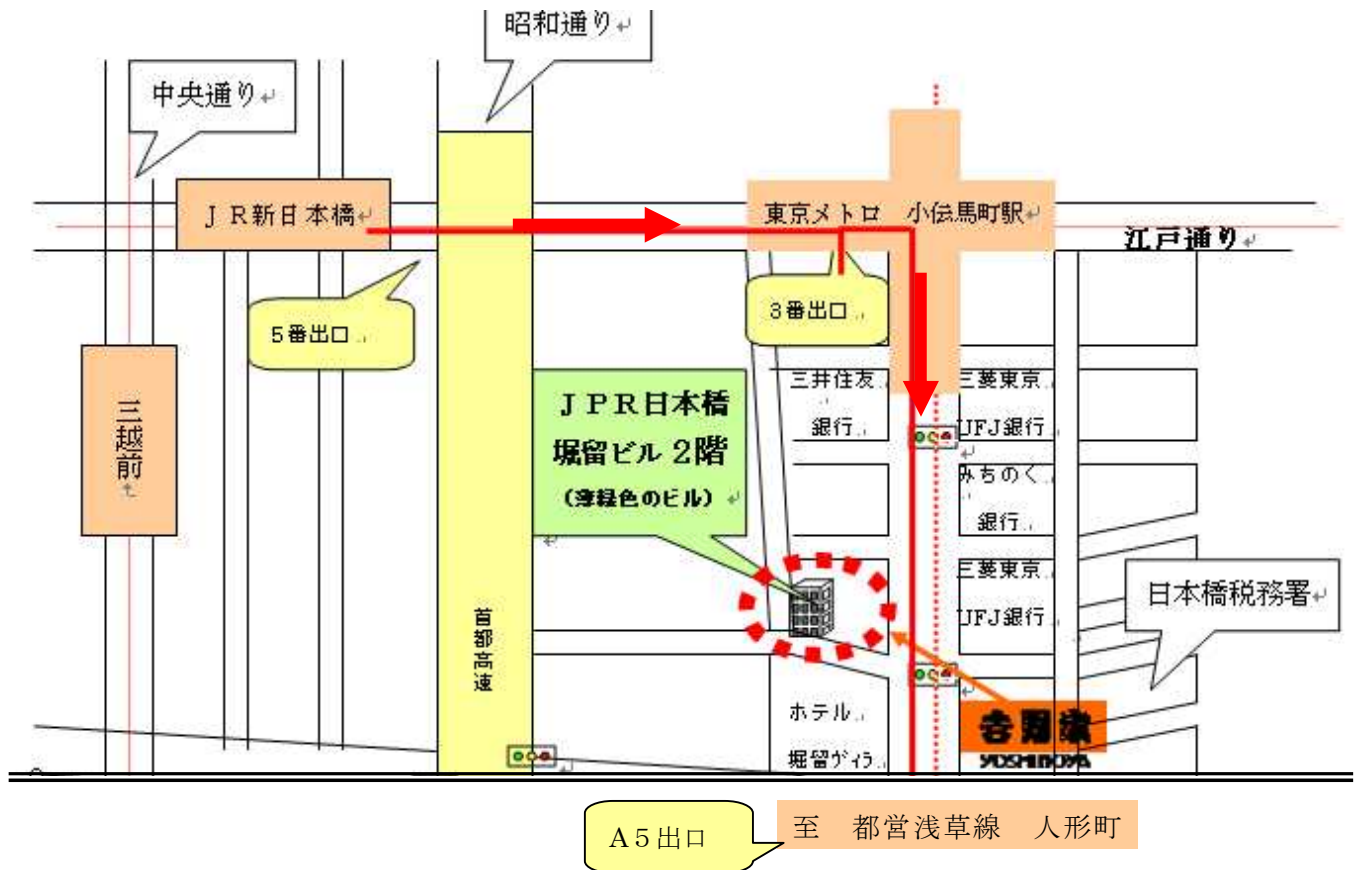 昭和通り
中央通り
JR新日本橋
東京メトロ 小伝馬町駅
江戸通り
5番出口
3番出口
三越前
JPR日本橋
堀留ビル 2階
(薄緑色のビル)
三井住友
銀行
三菱東京
UFJ銀行
みちのく
銀行
三菱東京
UFJ銀行
日本橋税務署
首都高速
ホテル
堀留ヴィラ
吉野家
YOSHINOYA
A5出口
至 都営浅草線 人形町